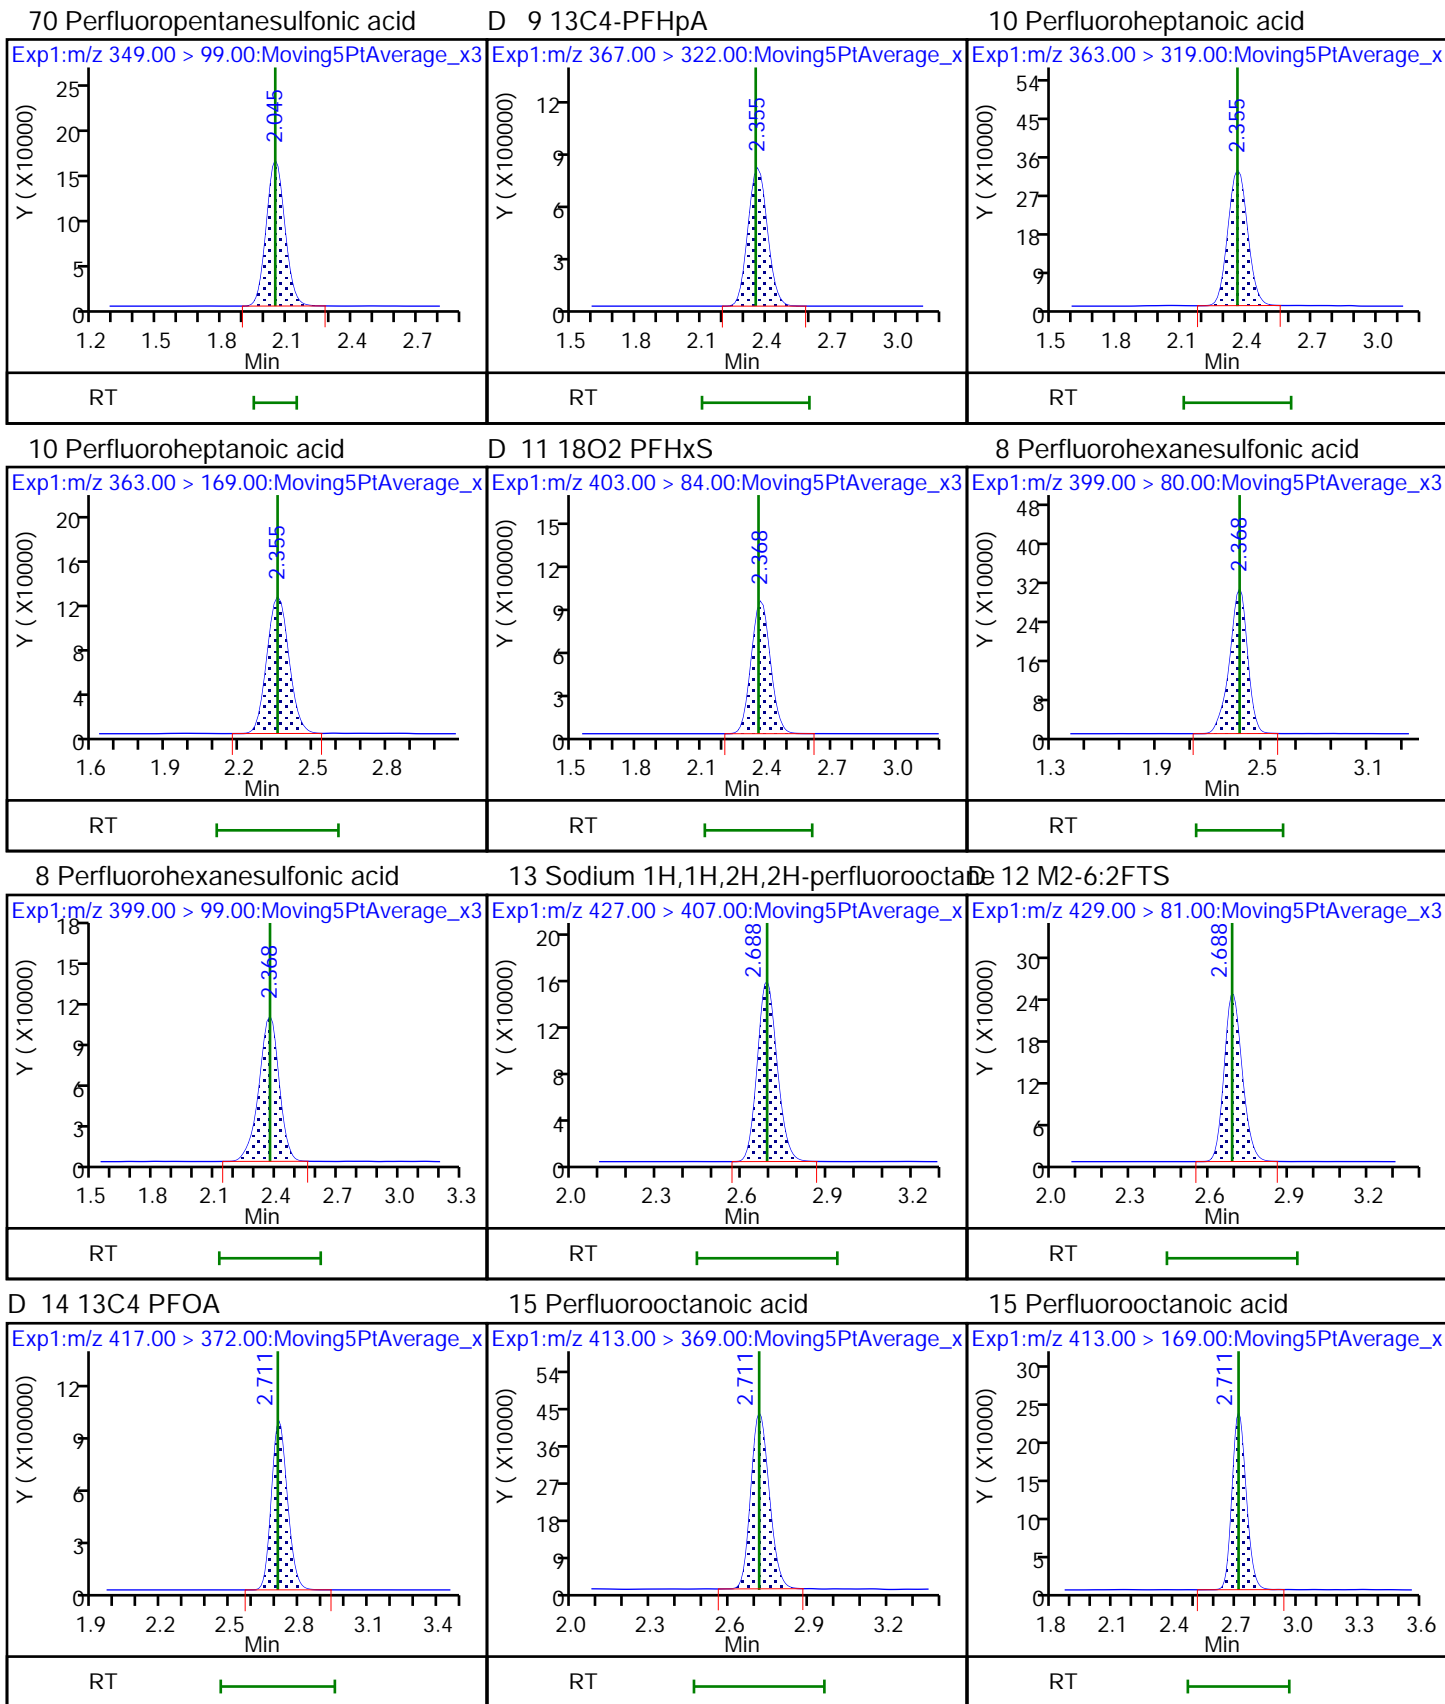 70 Perfluoropentanesulfonic acid
Exp1:m/z 349.00 > 99.00:Moving5PtAverage_x3
Y ( X10000)
25
20
15
10
5
0
2.045
1.2 1.5 1.8 2.1 2.4 2.7
Min
RT
D 9 13C4-PFHpA
Exp1:m/z 367.00 > 322.00:Moving5PtAverage_x
Y ( X100000)
12
9
6
3
0
2.355
1.5 1.8 2.1 2.4 2.7 3.0
Min
RT
10 Perfluoroheptanoic acid
Exp1:m/z 363.00 > 319.00:Moving5PtAverage_x
Y ( X10000)
54
45
36
27
18
9
0
2.355
1.5 1.8 2.1 2.4 2.7 3.0
Min
RT
10 Perfluoroheptanoic acid
Exp1:m/z 363.00 > 169.00:Moving5PtAverage_x
Y ( X10000)
20
16
12
8
4
0
2.355
1.6 1.9 2.2 2.5 2.8
Min
RT
D 11 18O2 PFHxS
Exp1:m/z 403.00 > 84.00:Moving5PtAverage_x3
Y ( X100000)
15
12
9
6
3
0
2.368
1.5 1.8 2.1 2.4 2.7 3.0
Min
RT
8 Perfluorohexanesulfonic acid
Exp1:m/z 399.00 > 80.00:Moving5PtAverage_x3
Y ( X10000)
48
40
32
24
16
8
0
2.368
1.3 1.9 2.5 3.1
Min
RT
8 Perfluorohexanesulfonic acid
Exp1:m/z 399.00 > 99.00:Moving5PtAverage_x3
Y ( X10000)
18
15
12
9
6
3
0
2.368
1.5 1.8 2.1 2.4 2.7 3.0 3.3
Min
RT
13 Sodium 1H,1H,2H,2H-perfluorooctane
Exp1:m/z 427.00 > 407.00:Moving5PtAverage_x
Y ( X10000)
20
16
12
8
4
0
2.688
2.0 2.3 2.6 2.9 3.2
Min
RT
D 12 M2-6:2FTS
Exp1:m/z 429.00 > 81.00:Moving5PtAverage_x3
Y ( X10000)
30
24
18
12
6
0
2.688
2.0 2.3 2.6 2.9 3.2
Min
RT
D 14 13C4 PFOA
Exp1:m/z 417.00 > 372.00:Moving5PtAverage_x
Y ( X100000)
12
9
6
3
0
2.711
1.9 2.2 2.5 2.8 3.1 3.4
Min
RT
15 Perfluorooctanoic acid
Exp1:m/z 413.00 > 369.00:Moving5PtAverage_x
Y ( X10000)
54
45
36
27
18
9
0
2.711
2.0 2.3 2.6 2.9 3.2
Min
RT
15 Perfluorooctanoic acid
Exp1:m/z 413.00 > 169.00:Moving5PtAverage_x
Y ( X10000)
30
25
20
15
10
5
0
2.711
1.8 2.1 2.4 2.7 3.0 3.3 3.6
Min
RT